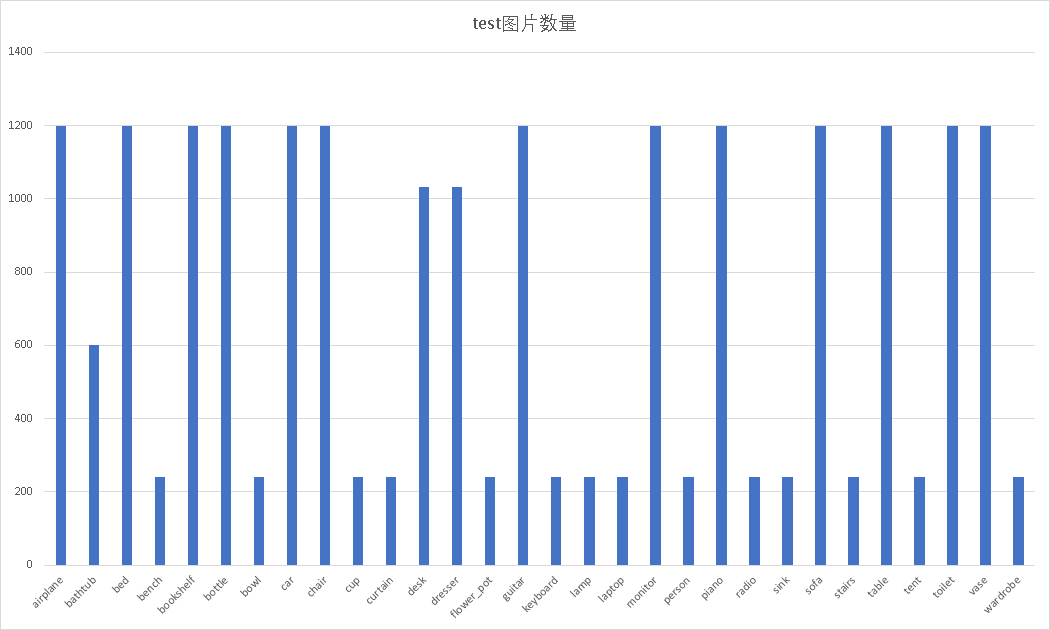 test图片数量
1400
1200
1000
800
600
400
200
0
airplane
bathtub
bed
bench
bookshelf
bottle
bowl
car
chair
cup
curtain
desk
dresser
flower_pot
guitar
keyboard
lamp
laptop
monitor
person
piano
radio
sink
sofa
stairs
table
tent
toilet
vase
wardrobe